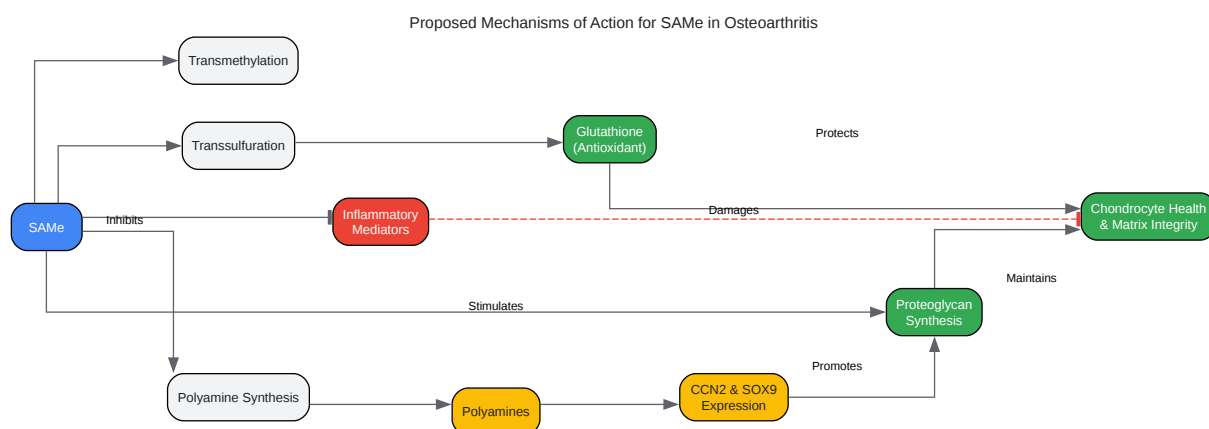 Proposed Mechanisms of Action for SAMe in Osteoarthritis
Transmethylation
Transsulfuration
Glutathione
(Antioxidant)
Protects
SAMe
Inhibits
Inflammatory
Mediators
Damages
Chondrocyte Health
& Matrix Integrity
Maintains
Stimulates
Proteoglycan
Synthesis
Promotes
Polyamine Synthesis
Polyamines
CCN2 & SOX9
Expression